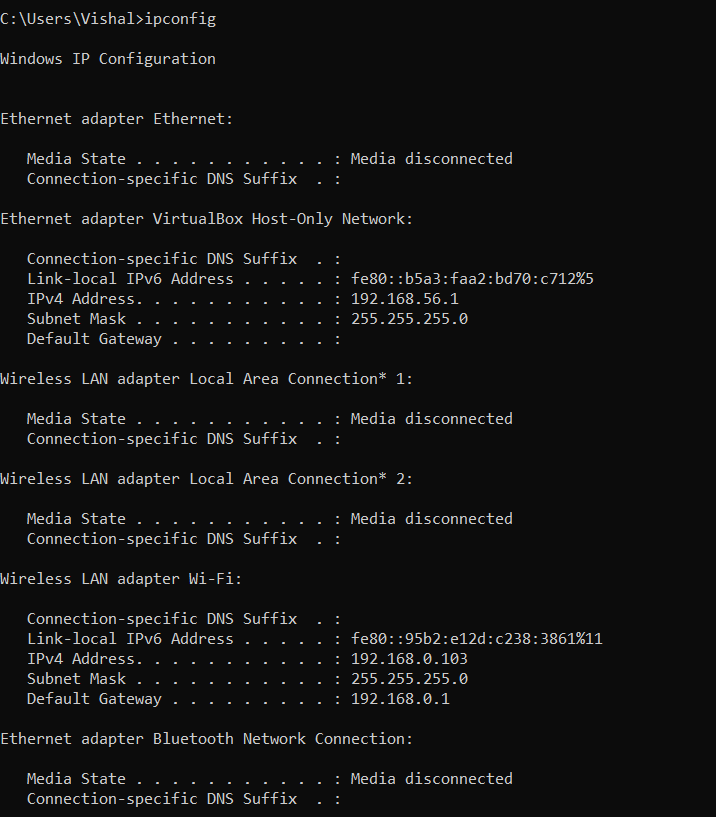 C:\Users\Vishal>ipconfig
Windows IP Configuration
Ethernet adapter Ethernet:
   Media State . . . . . . . . . . . : Media disconnected
   Connection-specific DNS Suffix  . :
Ethernet adapter VirtualBox Host-Only Network:
   Connection-specific DNS Suffix  . :
   Link-local IPv6 Address . . . . . : fe80::b5a3:faa2:bd70:c712%5
   IPv4 Address. . . . . . . . . . . : 192.168.56.1
   Subnet Mask . . . . . . . . . . . : 255.255.255.0
   Default Gateway . . . . . . . . . :
Wireless LAN adapter Local Area Connection* 1:
   Media State . . . . . . . . . . . : Media disconnected
   Connection-specific DNS Suffix  . :
Wireless LAN adapter Local Area Connection* 2:
   Media State . . . . . . . . . . . : Media disconnected
   Connection-specific DNS Suffix  . :
Wireless LAN adapter Wi-Fi:
   Connection-specific DNS Suffix  . :
   Link-local IPv6 Address . . . . . : fe80::95b2:e12d:c238:3861%11
   IPv4 Address. . . . . . . . . . . : 192.168.0.103
   Subnet Mask . . . . . . . . . . . : 255.255.255.0
   Default Gateway . . . . . . . . . : 192.168.0.1
Ethernet adapter Bluetooth Network Connection:
   Media State . . . . . . . . . . . : Media disconnected
   Connection-specific DNS Suffix  . :